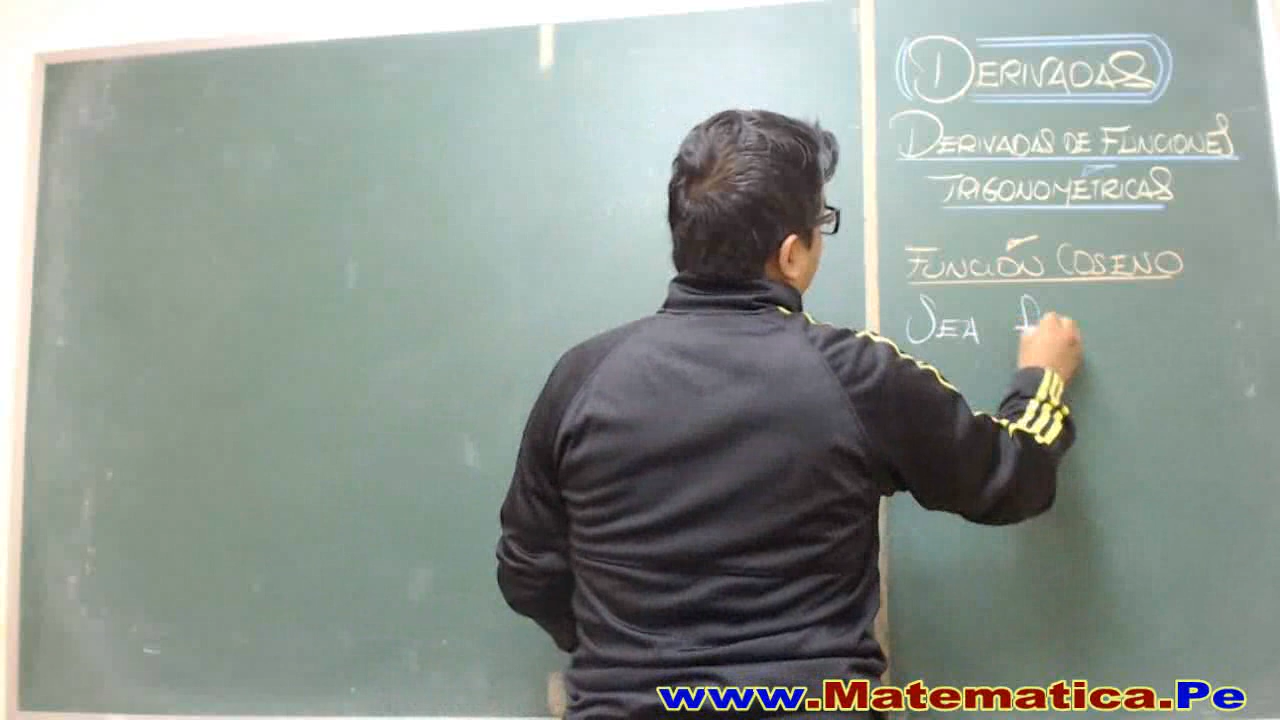 DERIVADAS
DERIVADAS DE FUNCIONES
TRIGONOMÉTRICAS
FUNCIÓN COSENO
SEA f
www.Matematica.Pe